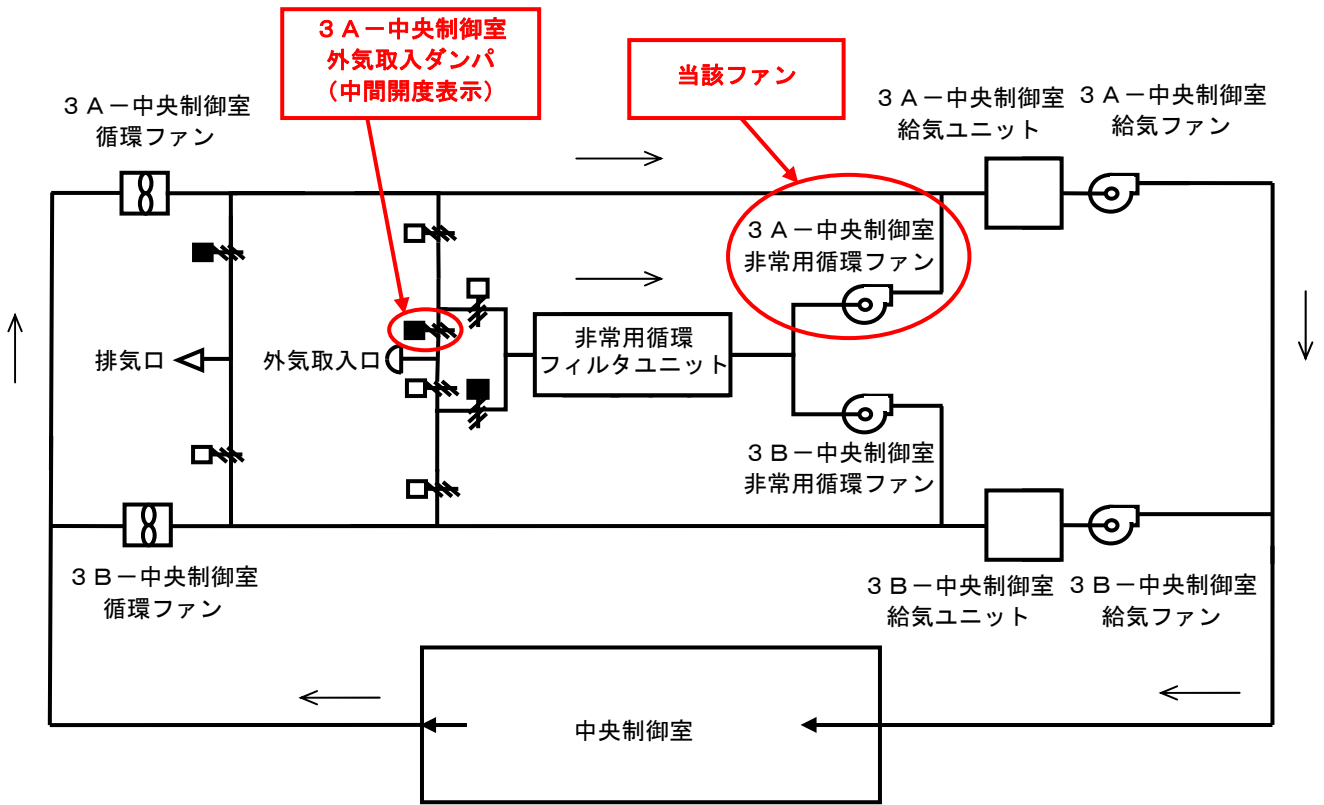 ３Ａ－中央制御室
外気取入ダンパ
（中間開度表示）
当該ファン
３Ａ－中央制御室
循環ファン
３Ａ－中央制御室
給気ユニット
３Ａ－中央制御室
給気ファン
３Ａ－中央制御室
非常用循環ファン
排気口
外気取入口
非常用循環
フィルタユニット
３Ｂ－中央制御室
非常用循環ファン
３Ｂ－中央制御室
循環ファン
３Ｂ－中央制御室
給気ユニット
３Ｂ－中央制御室
給気ファン
中央制御室